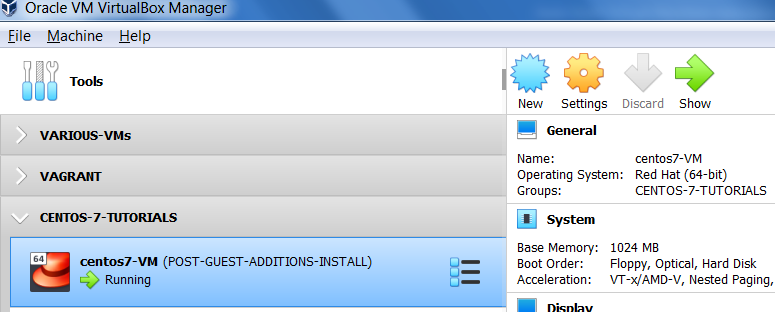 Oracle VM VirtualBox Manager
File Machine Help
Tools
New Settings Discard Show
VARIOUS-VMs
VAGRANT
CENTOS-7-TUTORIALS
64
centos7-VM (POST-GUEST-ADDITIONS-INSTALL)
Running
General
Name: centos7-VM
Operating System: Red Hat (64-bit)
Groups: CENTOS-7-TUTORIALS
System
Base Memory: 1024 MB
Boot Order: Floppy, Optical, Hard Disk
Acceleration: VT-x/AMD-V, Nested Paging,
Display